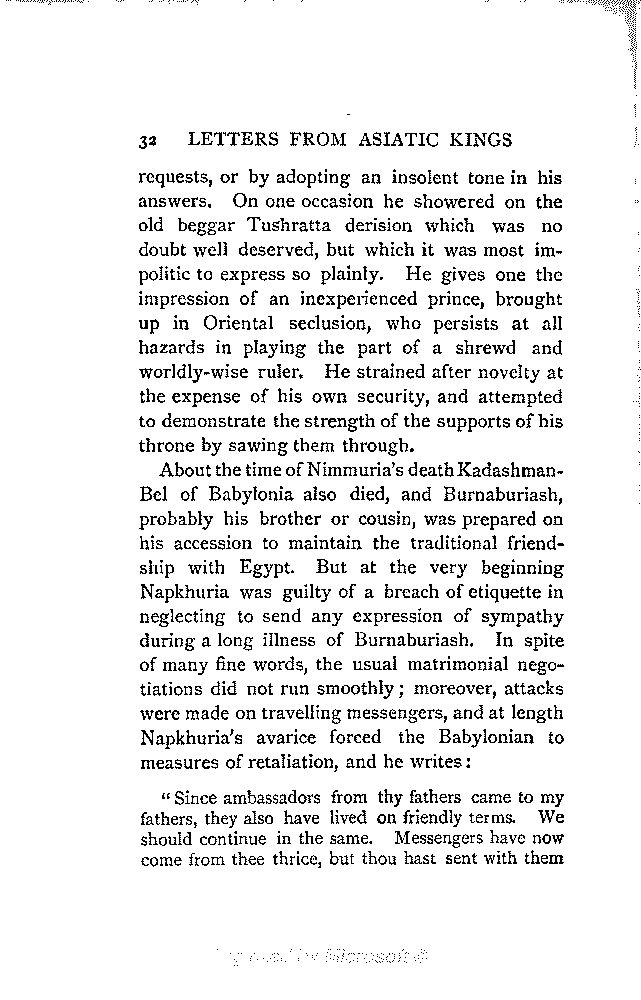 32 LETTERS FROM ASIATIC KINGS
requests, or by adopting an insolent tone in his
answers. On one occasion he showered on the
old beggar Tushratta derision which was no
doubt well deserved, but which it was most im-
politic to express so plainly. He gives one the
impression of an inexperienced prince, brought
up in Oriental seclusion, who persists at all
hazards in playing the part of a shrewd and
worldly-wise ruler. He strained after novelty at
the expense of his own security, and attempted
to demonstrate the strength of the supports of his
throne by sawing them through.
About the time of Nimmuria's death Kadashman-
Bel of Babylonia also died, and Burnaburiash,
probably his brother or cousin, was prepared on
his accession to maintain the traditional friend-
ship with Egypt. But at the very beginning
Napkhuria was guilty of a breach of etiquette in
neglecting to send any expression of sympathy
during a long illness of Burnaburiash. In spite
of many fine words, the usual matrimonial nego-
tiations did not run smoothly; moreover, attacks
were made on travelling messengers, and at length
Napkhuria's avarice forced the Babylonian to
measures of retaliation, and he writes:
"Since ambassadors from thy fathers came to my
fathers, they also have lived on friendly terms. We
should continue in the same. Messengers have now
come from thee thrice, but thou hast sent with them
by Microsoft ®